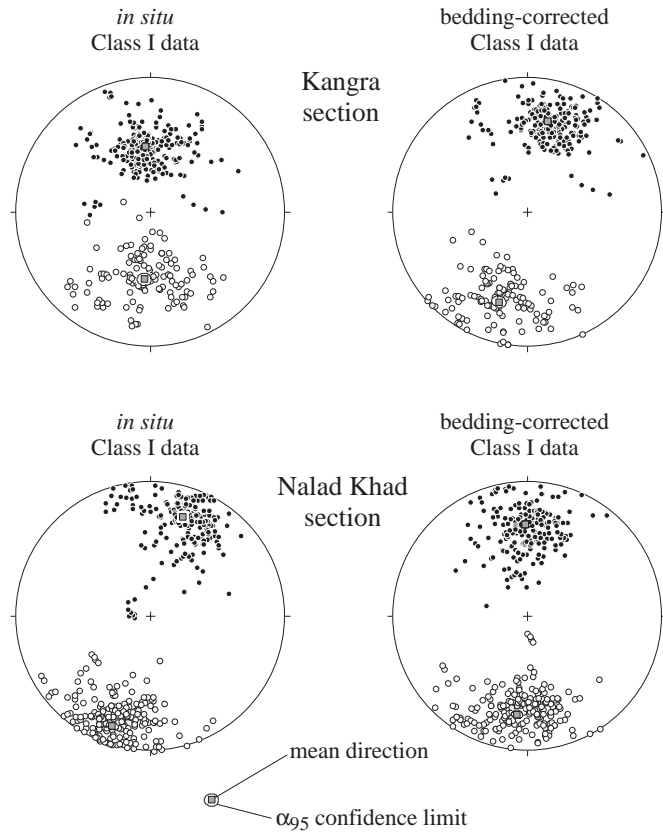 in situ
Class I data
bedding-corrected
Class I data
Kangra
section
in situ
Class I data
bedding-corrected
Class I data
Nalad Khad
section
mean direction
α95 confidence limit